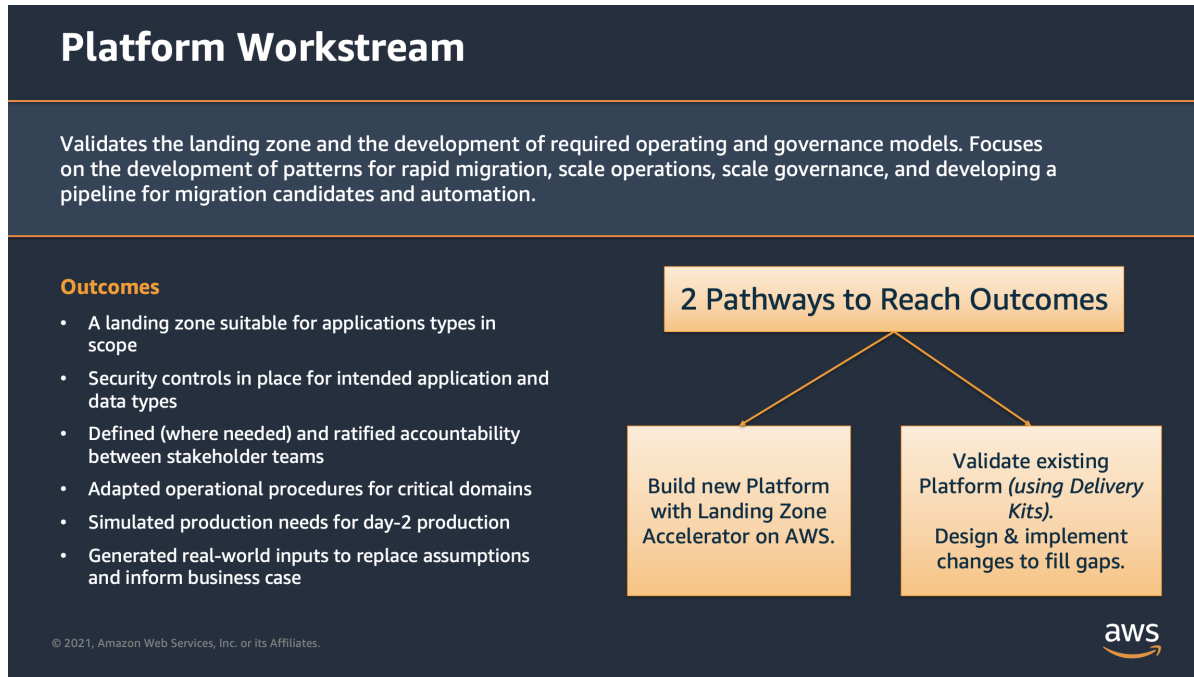 Platform Workstream
Validates the landing zone and the development of required operating and governance models. Focuses
on the development of patterns for rapid migration, scale operations, scale governance, and developing a
pipeline for migration candidates and automation.
Outcomes
• A landing zone suitable for applications types in
scope
• Security controls in place for intended application and
data types
• Defined (where needed) and ratified accountability
between stakeholder teams
• Adapted operational procedures for critical domains
• Simulated production needs for day-2 production
• Generated real-world inputs to replace assumptions
and inform business case
2 Pathways to Reach Outcomes
Build new Platform
with Landing Zone
Accelerator on AWS.
Validate existing
Platform (using Delivery
Kits).
Design & implement
changes to fill gaps.
© 2021, Amazon Web Services, Inc. or its Affiliates.
aws